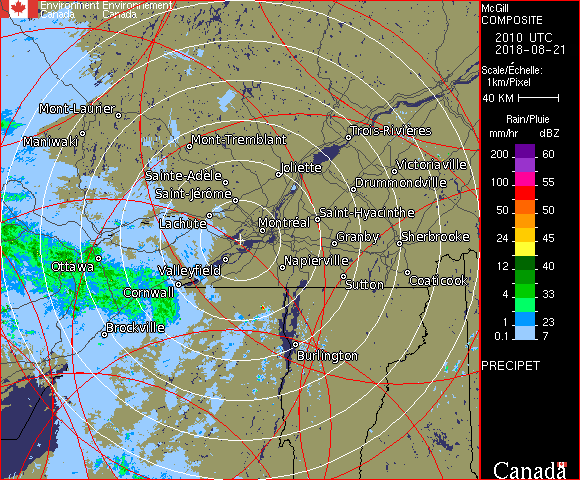 Environment Environnement
Canada Canada
McGill
COMPOSITE
2010 UTC
2018-08-21
Scale/Échelle:
1km/Pixel
40 KM
Rain/Pluie
mm/hr dBZ
200 60
100 55
50 50
24 45
12 40
4 33
1 23
0.1 7
PRECIPET
Canada
Mont-Laurier
Maniwaki
Mont-Tremblant
Trois-Rivières
Sainte-Adèle
Joliette
Victoriaville
Saint-Jérôme
Drummondville
Lachute
Montréal
Saint-Hyacinthe
Granby
Sherbrooke
Ottawa
Valleyfield
Napierville
Cornwall
Sutton
Coaticook
Brockville
Burlington